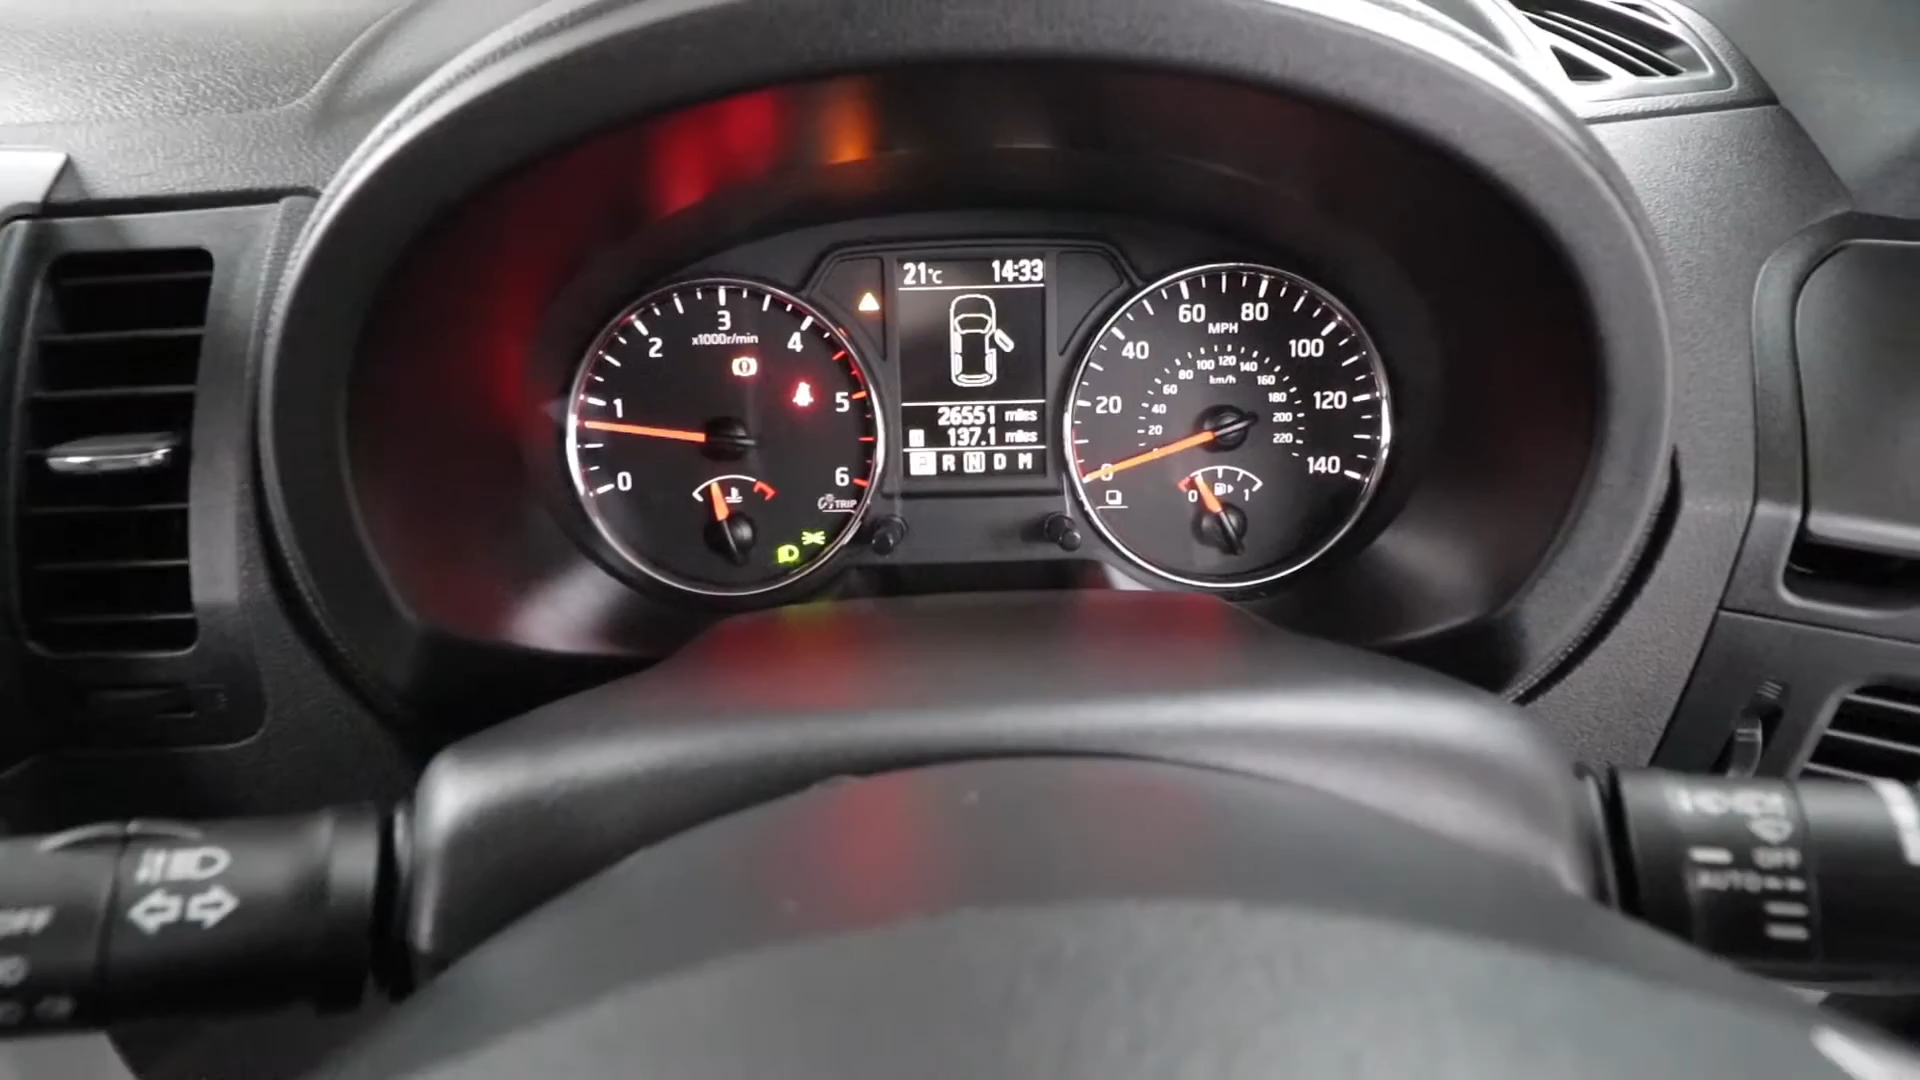 21°C 14:33
26551 miles
137.1 miles
P R N D M
0
1
2
3
4
5
6
x1000r/min
TRIP
0
20
40
60
80
100
120
140
MPH
20
40
60
80
100
120
140
160
180
200
220
km/h
0 1
OFF
OFF
AUTO